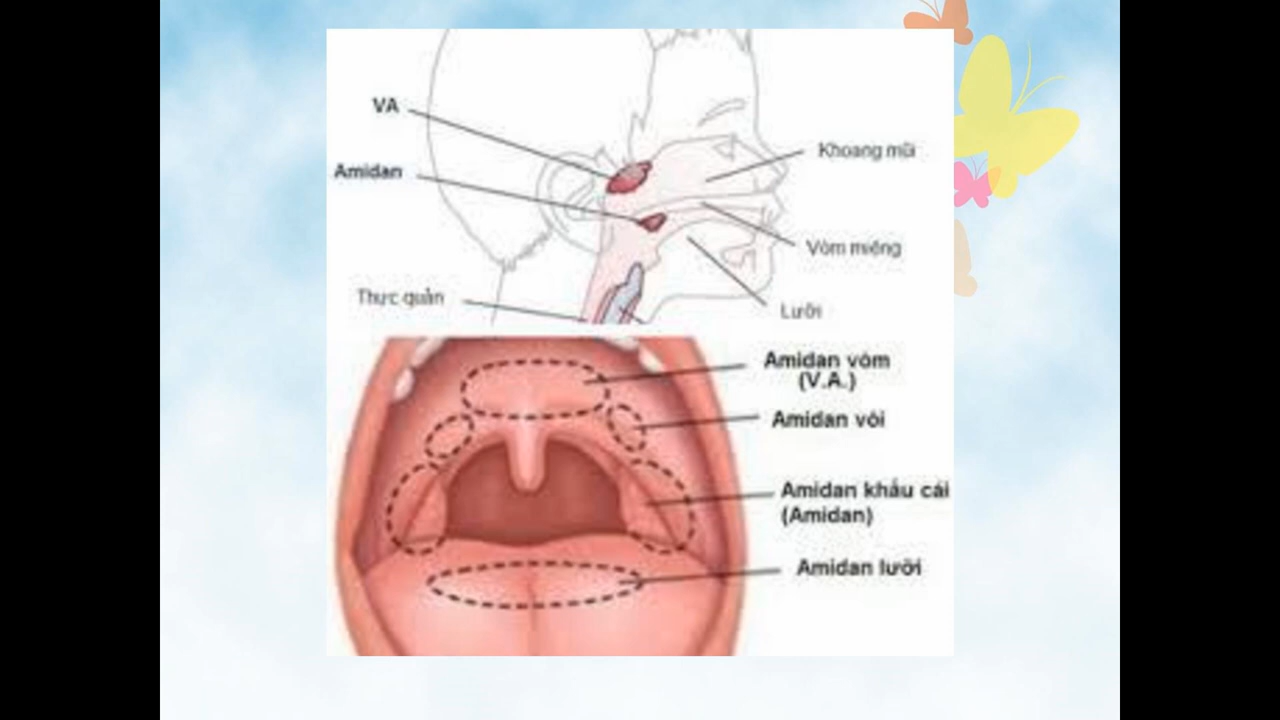 VA
Amidan
Khoang mũi
Vòm miệng
Thực quản
Lưỡi
Amidan vòm
(V.A.)
Amidan vòi
Amidan khẩu cái
(Amidan)
Amidan lưỡi